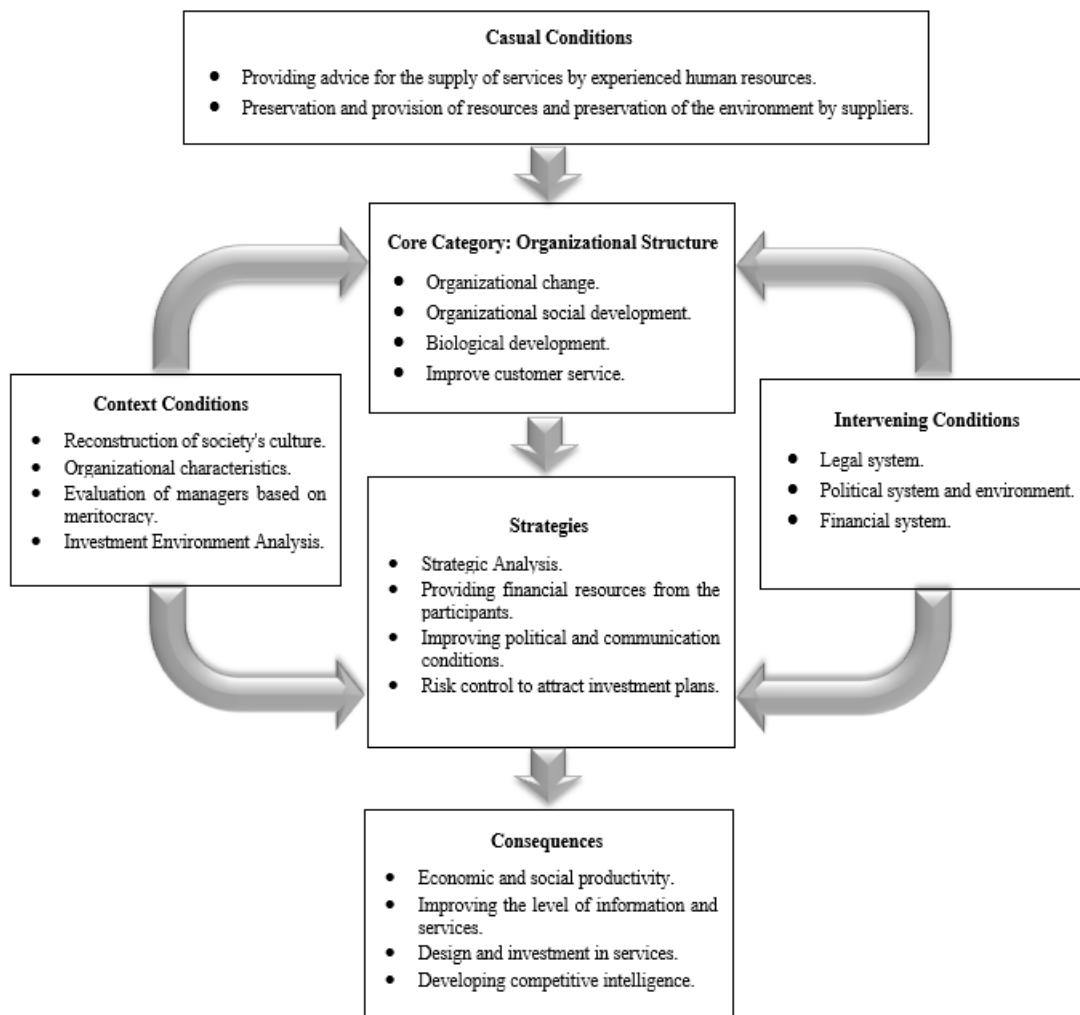 Casual Conditions
• Providing advice for the supply of services by experienced human resources.
• Preservation and provision of resources and preservation of the environment by suppliers.
Core Category: Organizational Structure
• Organizational change.
• Organizational social development.
• Biological development.
• Improve customer service.
Context Conditions
• Reconstruction of society's culture.
• Organizational characteristics.
• Evaluation of managers based on
meritocracy.
• Investment Environment Analysis.
Intervening Conditions
• Legal system.
• Political system and environment.
• Financial system.
Strategies
• Strategic Analysis.
• Providing financial resources from the
participants.
• Improving political and communication
conditions.
• Risk control to attract investment plans.
Consequences
• Economic and social productivity.
• Improving the level of information and
services.
• Design and investment in services.
• Developing competitive intelligence.